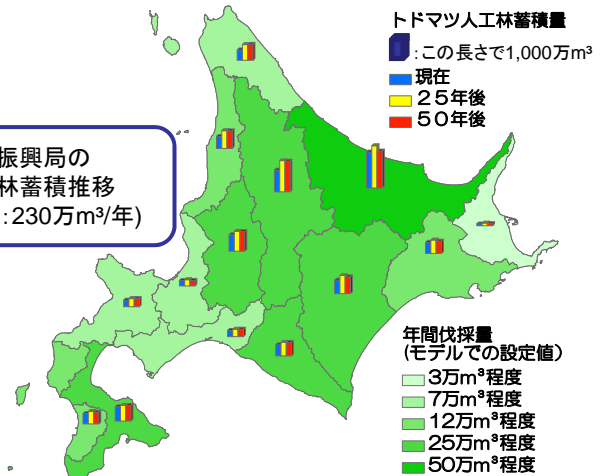 トドマツ人工林蓄積量
:この長さで1,000万m³
現在
25年後
50年後
振興局の
林蓄積推移
:230万m³/年)
年間伐採量
(モデルでの設定値)
3万m³程度
7万m³程度
12万m³程度
25万m³程度
50万m³程度